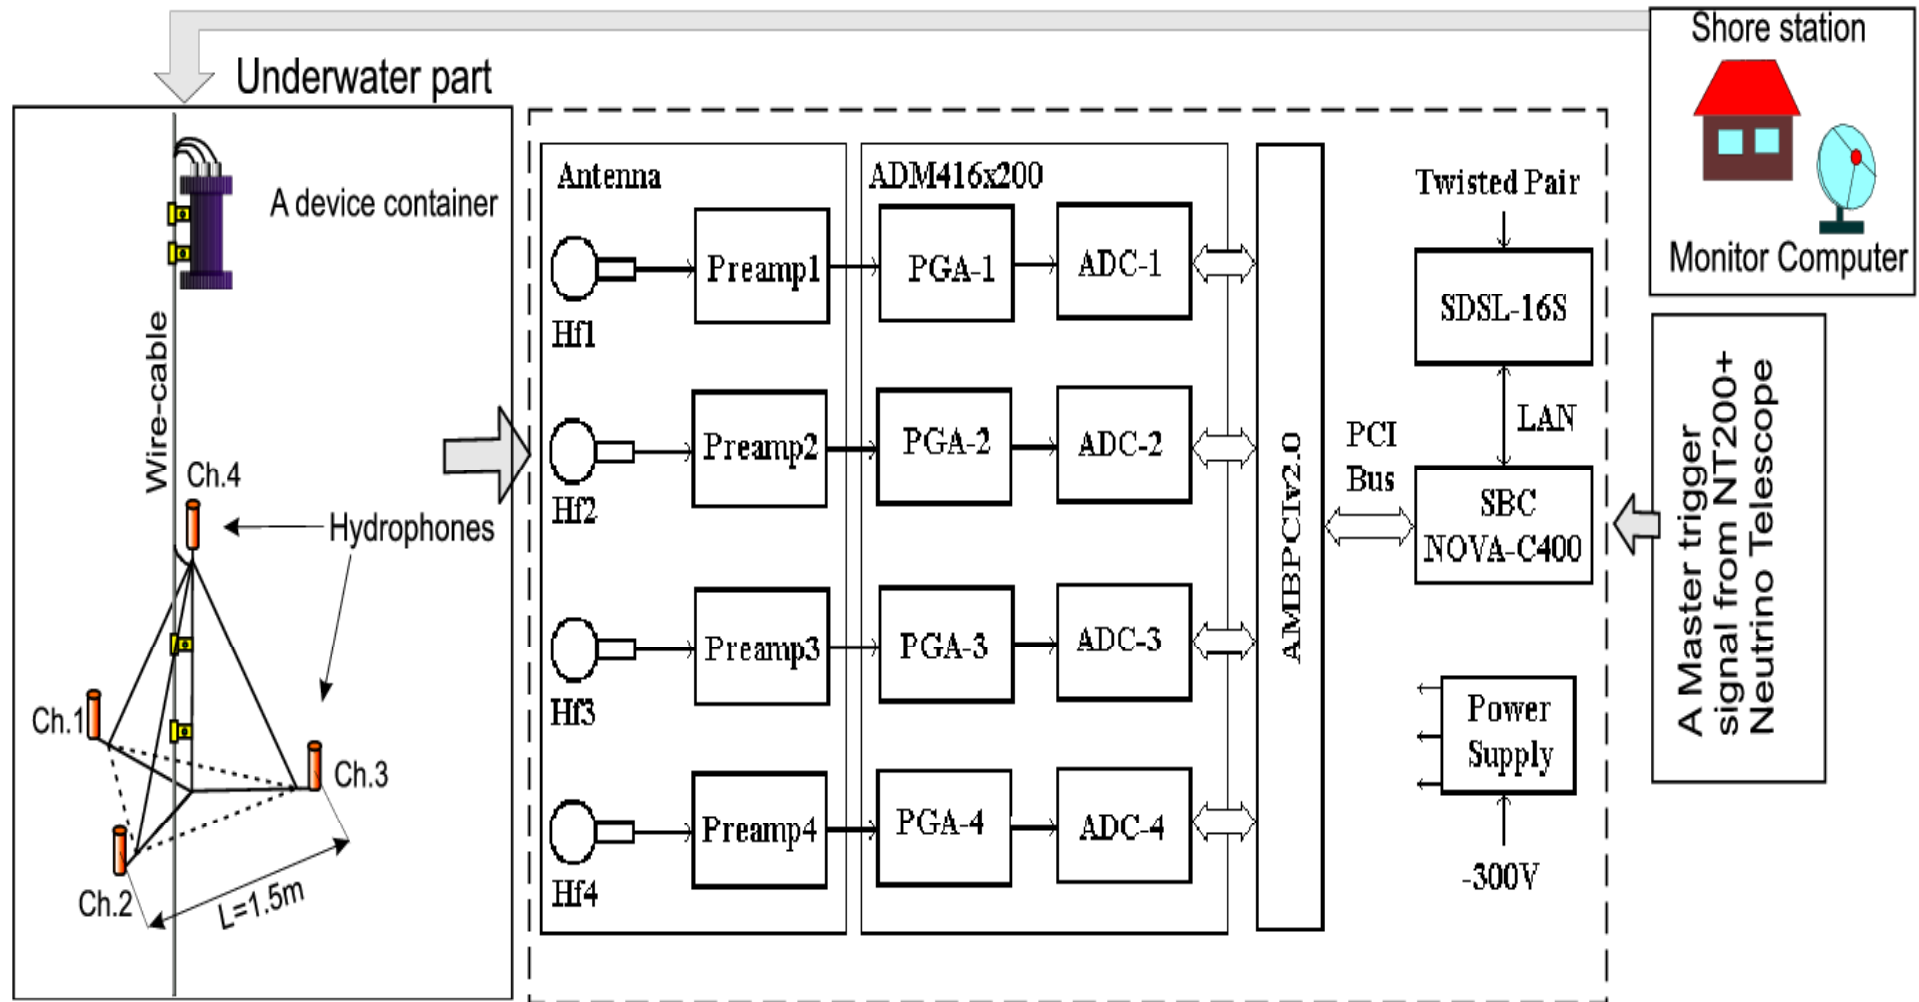 Shore station
Monitor Computer
Underwater part
A device container
Wire-cable
Ch.4
Hydrophones
Ch.1
Ch.3
Ch.2
L=1.5m
Antenna
ADM416x200
Hf1
Preamp1
PGA-1
ADC-1
Hf2
Preamp2
PGA-2
ADC-2
Hf3
Preamp3
PGA-3
ADC-3
Hf4
Preamp4
PGA-4
ADC-4
AMBPCIv2.0
PCI
Bus
Twisted Pair
SDSL-16S
LAN
SBC
NOVA-C400
Power
Supply
-300V
A Master trigger
signal from NT200+
Neutrino Telescope